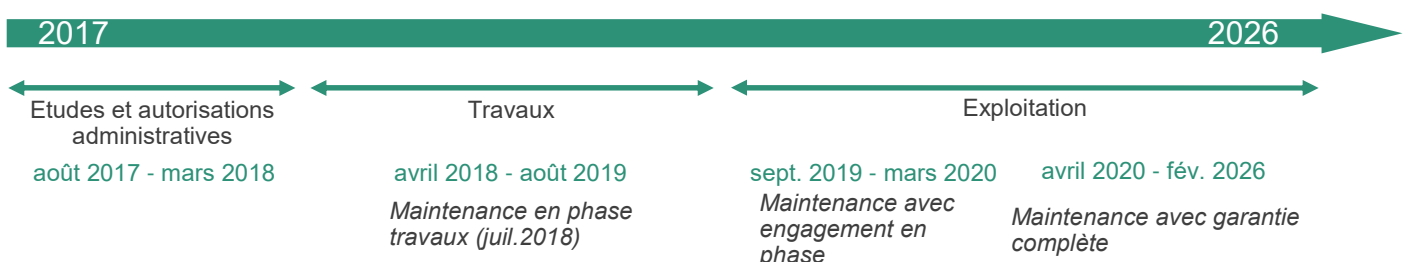 2017
2026
Etudes et autorisations
administratives
août 2017 - mars 2018
Travaux
avril 2018 - août 2019
Maintenance en phase
travaux (juil.2018)
Exploitation
sept. 2019 - mars 2020
Maintenance avec
engagement en
phase
avril 2020 - fév. 2026
Maintenance avec garantie
complète